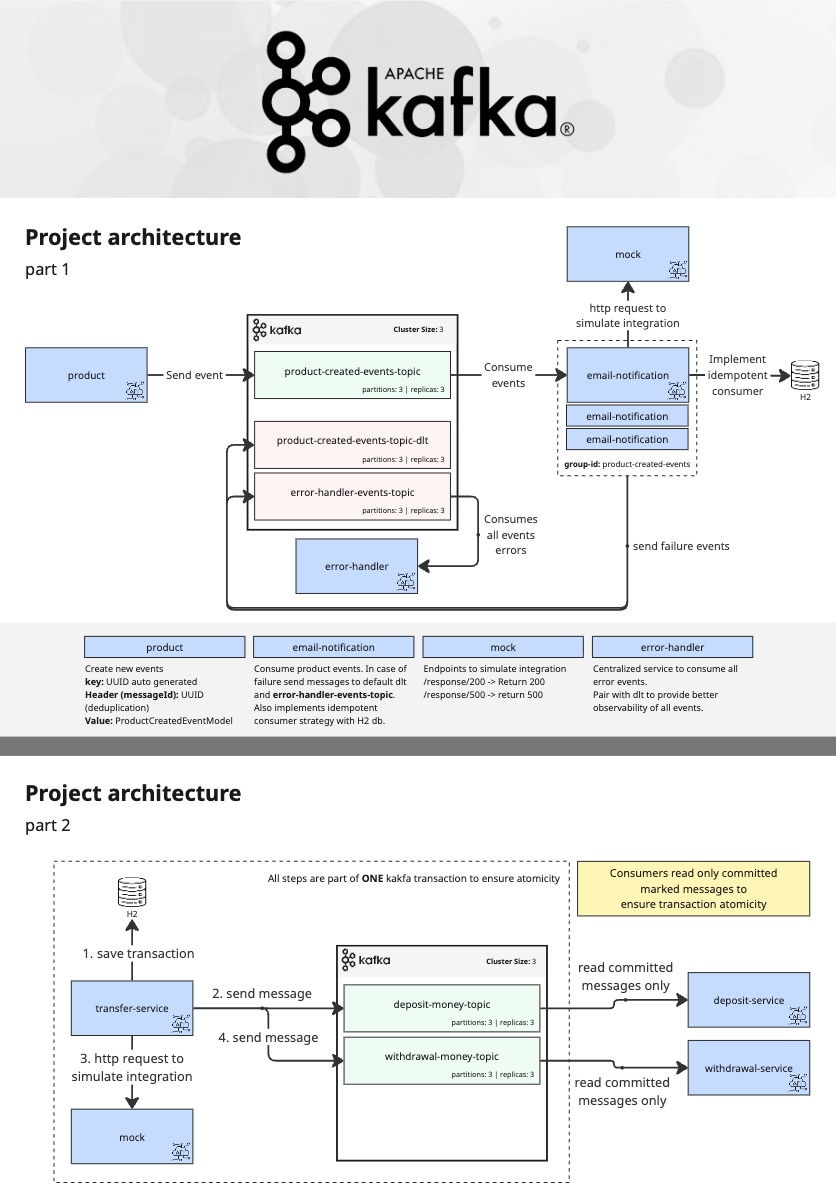 APACHE
kafka®
Project architecture
part 1
mock
http request to
simulate integration
kafka
Cluster Size: 3
product
Send event
product-created-events-topic
partitions: 3 | replicas: 3
Consume
events
email-notification
email-notification
email-notification
group-id: product-created-events
Implement
idempotent
consumer
H2
product-created-events-topic-dlt
partitions: 3 | replicas: 3
error-handler-events-topic
partitions: 3 | replicas: 3
Consumes
all events
errors
send failure events
error-handler
product
Create new events
key: UUID auto generated
Header (messageId): UUID
(deduplication)
Value: ProductCreatedEventModel
email-notification
Consume product events. In case of
failure send messages to default dlt
and error-handler-events-topic.
Also implements idempotent
consumer strategy with H2 db.
mock
Endpoints to simulate integration
/response/200 -> Return 200
/response/500 -> return 500
error-handler
Centralized service to consume all
error events.
Pair with dlt to provide better
observability of all events.
Project architecture
part 2
All steps are part of ONE kakfa transaction to ensure atomicity
Consumers read only committed
marked messages to
ensure transaction atomicity
H2
1. save transaction
transfer-service
2. send message
4. send message
3. http request to
simulate integration
mock
kafka
Cluster Size: 3
deposit-money-topic
partitions: 3 | replicas: 3
withdrawal-money-topic
partitions: 3 | replicas: 3
read committed
messages only
deposit-service
withdrawal-service
read committed
messages only